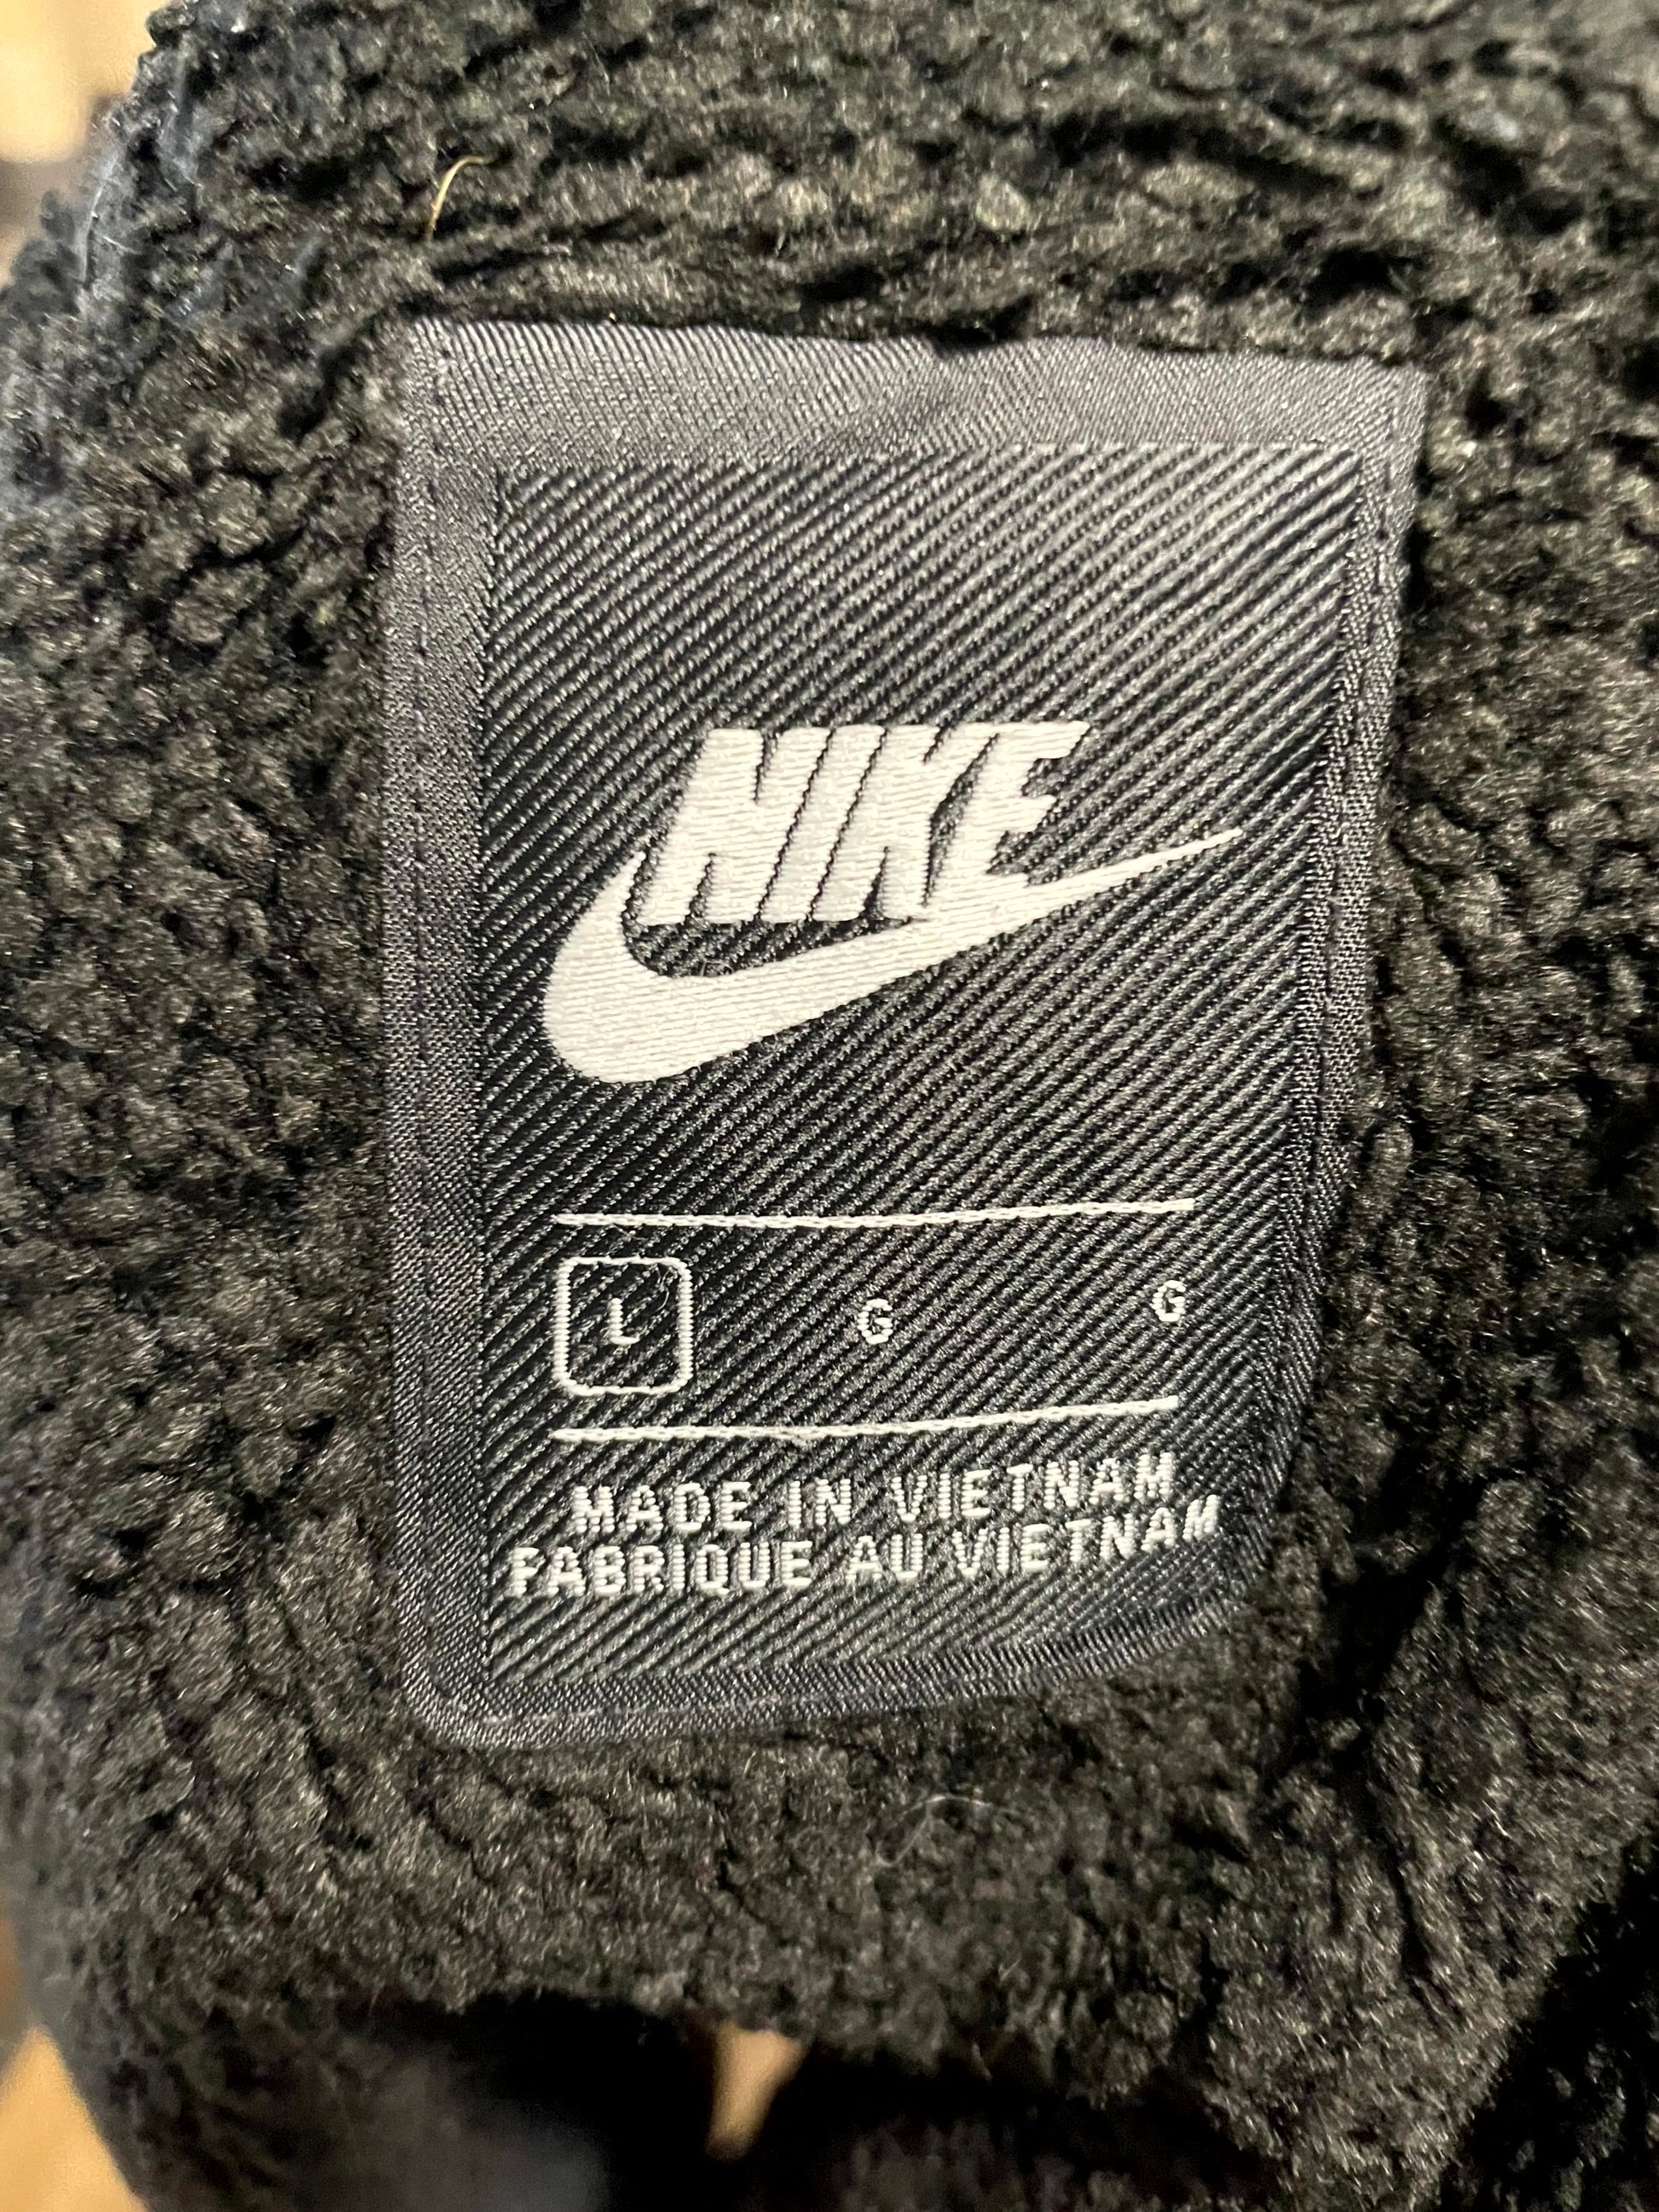 NIKE
L G G
MADE IN VIETNAM
FABRIQUE AU VIETNAM